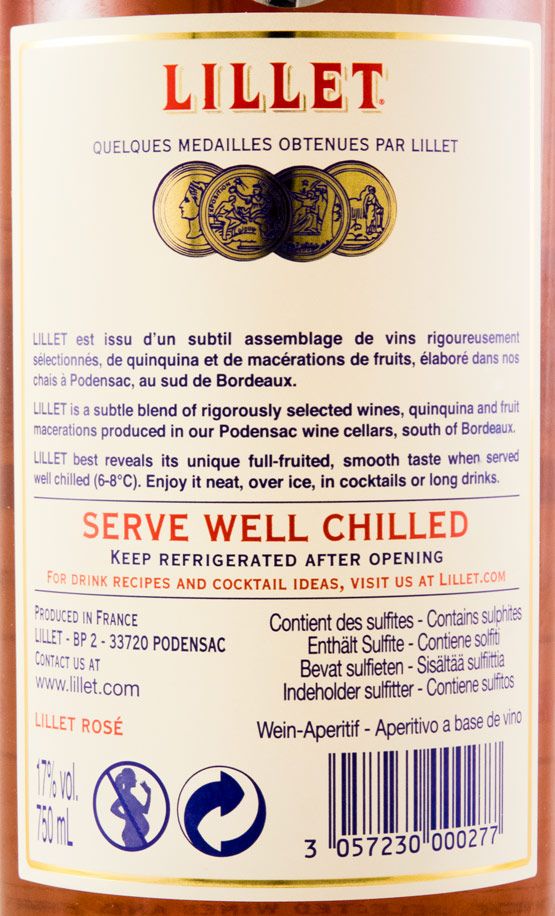 LILLET
QUELQUES MEDAILLES OBTENUES PAR LILLET
LILLET est issu d'un subtil assemblage de vins rigoureusement
sélectionnés, de quinquina et de macérations de fruits, élaboré dans nos
chais à Podensac, au sud de Bordeaux.
LILLET is a subtle blend of rigorously selected wines, quinquina and fruit
macerations produced in our Podensac wine cellars, south of Bordeaux.
LILLET best reveals its unique full-fruited, smooth taste when served
well chilled (6-8°C). Enjoy it neat, over ice, in cocktails or long drinks.
SERVE WELL CHILLED
KEEP REFRIGERATED AFTER OPENING
FOR DRINK RECIPES AND COCKTAIL IDEAS, VISIT US AT LILLET.COM
PRODUCED IN FRANCE
LILLET - BP 2 - 33720 PODENSAC
CONTACT US AT
www.lillet.com
LILLET ROSÉ
Contient des sulfites - Contains sulphites
Enthält Sulfite - Contiene solfiti
Bevat sulfieten - Sisältää sulfiittia
Indeholder sulfitter - Contiene sulfitos
Wein-Aperitif - Aperitivo a base de vino
17% vol.
750 mL
3 057230 000277